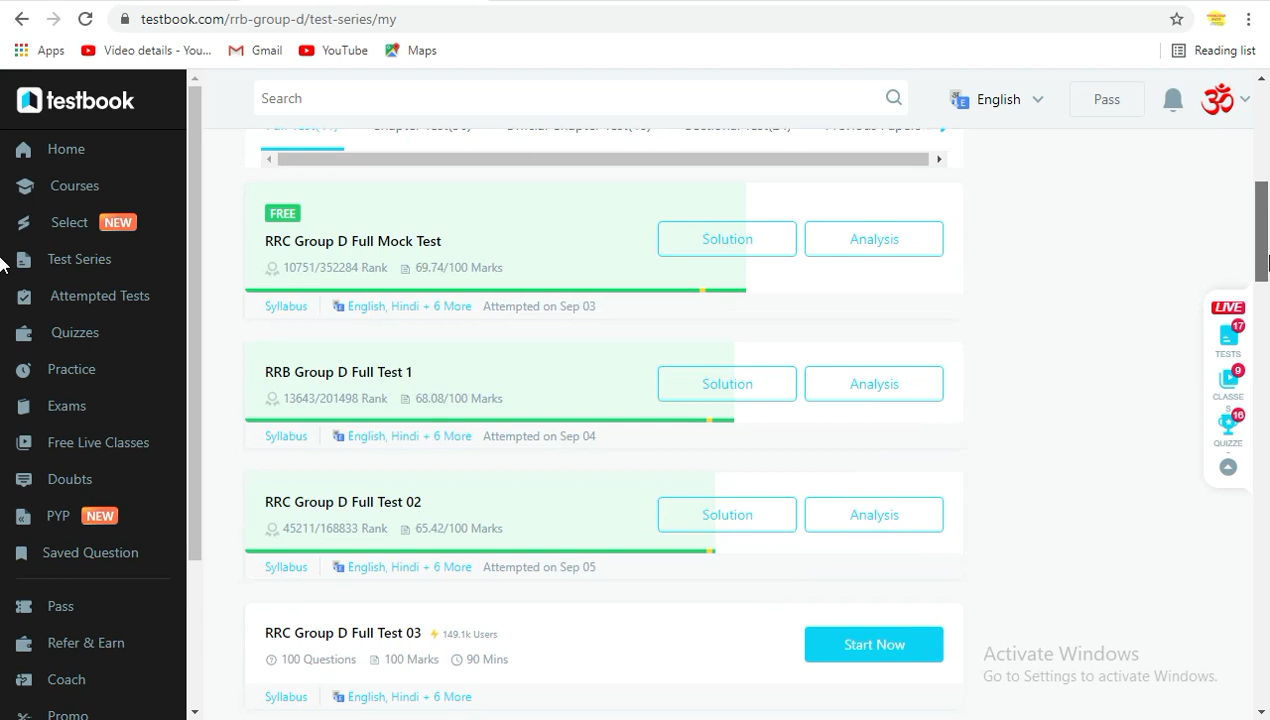 testbook.com/rrb-group-d/test-series/my
Apps
Video details - You...
Gmail
YouTube
Maps
Reading list
testbook
Search
English
Pass
ॐ
Home
Courses
Select NEW
Test Series
Attempted Tests
Quizzes
Practice
Exams
Free Live Classes
Doubts
PYP NEW
Saved Question
Pass
Refer & Earn
Coach
Promo
FREE
RRC Group D Full Mock Test
10751/352284 Rank 69.74/100 Marks
Solution
Analysis
Syllabus English, Hindi + 6 More Attempted on Sep 03
RRB Group D Full Test 1
13643/201498 Rank 68.08/100 Marks
Solution
Analysis
Syllabus English, Hindi + 6 More Attempted on Sep 04
RRC Group D Full Test 02
45211/168833 Rank 65.42/100 Marks
Solution
Analysis
Syllabus English, Hindi + 6 More Attempted on Sep 05
RRC Group D Full Test 03 149.1k Users
100 Questions 100 Marks 90 Mins
Start Now
Syllabus English, Hindi + 6 More
LIVE
17
TESTS
9
CLASSE
S
16
QUIZZE
Activate Windows
Go to Settings to activate Windows.